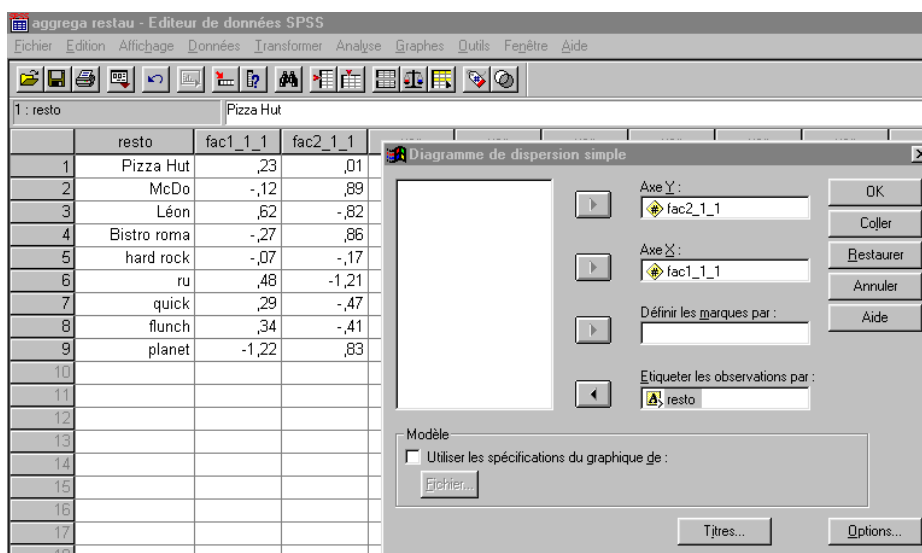 aggrega restau - Editeur de données SPSS
Fichier Edition Affichage Données Transformer Analyse Graphes Outils Fenêtre Aide
1 : resto Pizza Hut
resto fac1_1_1 fac2_1_1
1 Pizza Hut ,23 ,01
2 McDo -,12 ,89
3 Léon ,62 -,82
4 Bistro roma -,27 ,86
5 hard rock -,07 -,17
6 ru ,48 -1,21
7 quick ,29 -,47
8 flunch ,34 -,41
9 planet -1,22 ,83
10
11
12
13
14
15
16
17
Diagramme de dispersion simple
Axe Y :
fac2_1_1
Axe X :
fac1_1_1
Définir les marques par :
Etiqueter les observations par :
resto
OK
Coller
Restaurer
Annuler
Aide
Modèle
Utiliser les spécifications du graphique de :
Fichier...
Titres...
Options...